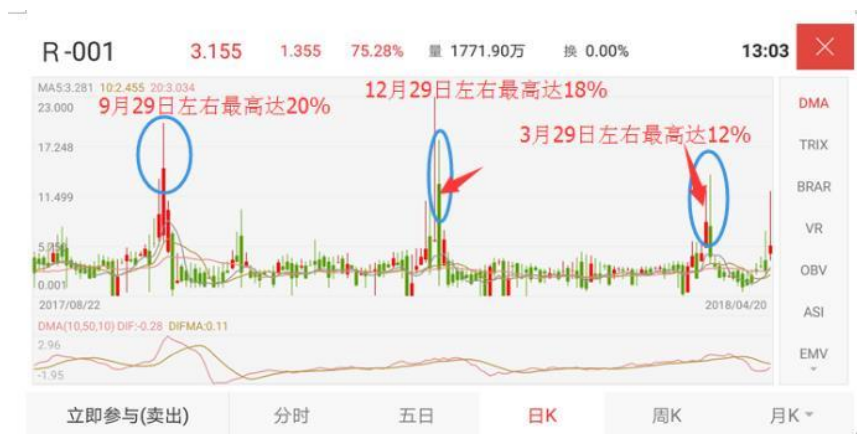 R-001 3.155 1.355 75.28% 量 1771.90万 换 0.00% 13:03
MA5:3.281 10:2.455 20:3.034
23.000
9月29日左右最高达20%
12月29日左右最高达18%
3月29日左右最高达12%
17.248
11.499
0.001
2017/08/22 2018/04/20
DMA(10,50,10) DIF:-0.28 DIFMA:0.11
2.96
-1.95
DMA
TRIX
BRAR
VR
OBV
ASI
EMV
立即参与(卖出) 分时 五日 日K 周K 月K